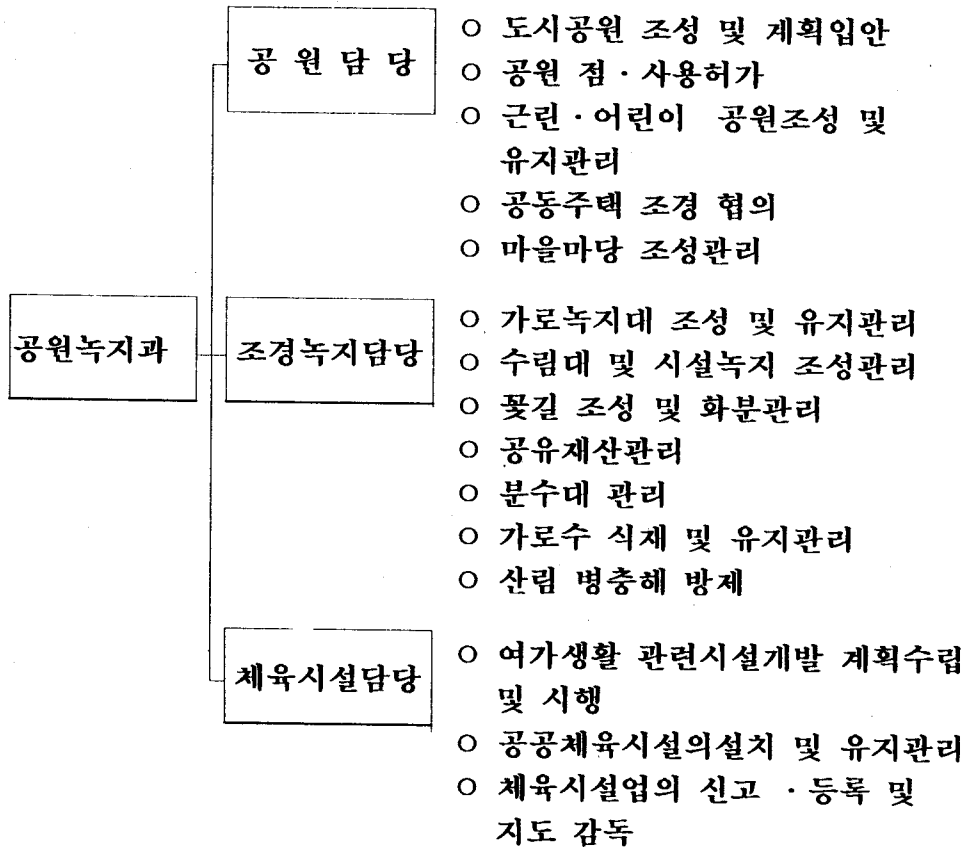 공원녹지과
공 원 담 당
ㅇ 도시공원 조성 및 계획입안
ㅇ 공원 점·사용허가
ㅇ 근린·어린이 공원조성 및
유지관리
ㅇ 공동주택 조경 협의
ㅇ 마을마당 조성관리
조경녹지담당
ㅇ 가로녹지대 조성 및 유지관리
ㅇ 수림대 및 시설녹지 조성관리
ㅇ 꽃길 조성 및 화분관리
ㅇ 공유재산관리
ㅇ 분수대 관리
ㅇ 가로수 식재 및 유지관리
ㅇ 산림 병충해 방제
체육시설담당
ㅇ 여가생활 관련시설개발 계획수립
및 시행
ㅇ 공공체육시설의설치 및 유지관리
ㅇ 체육시설업의 신고 ·등록 및
지도 감독